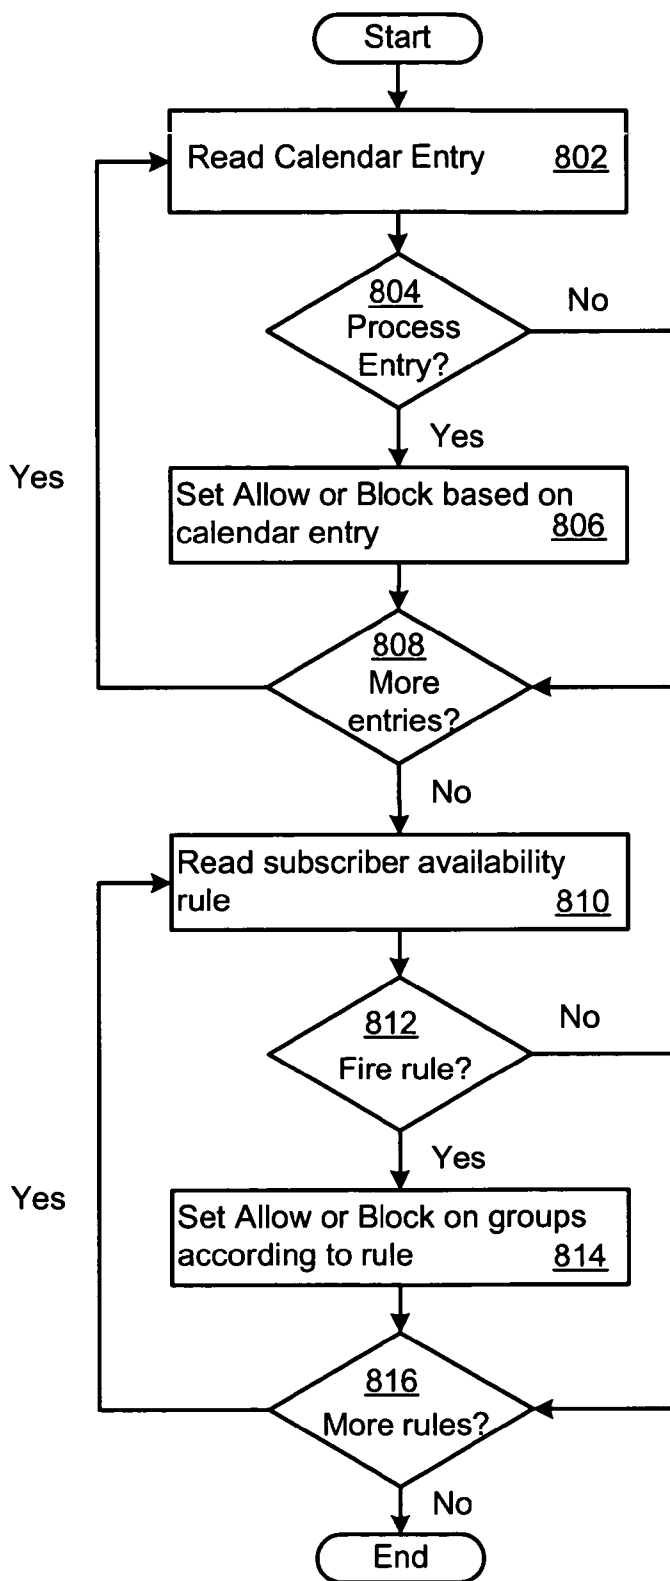 Start
Read Calendar Entry 802
804
Process
Entry?
No
Yes
Yes
Set Allow or Block based on
calendar entry 806
808
More
entries?
No
Read subscriber availability
rule 810
812
Fire rule?
No
Yes
Yes
Set Allow or Block on groups
according to rule 814
816
More rules?
No
End